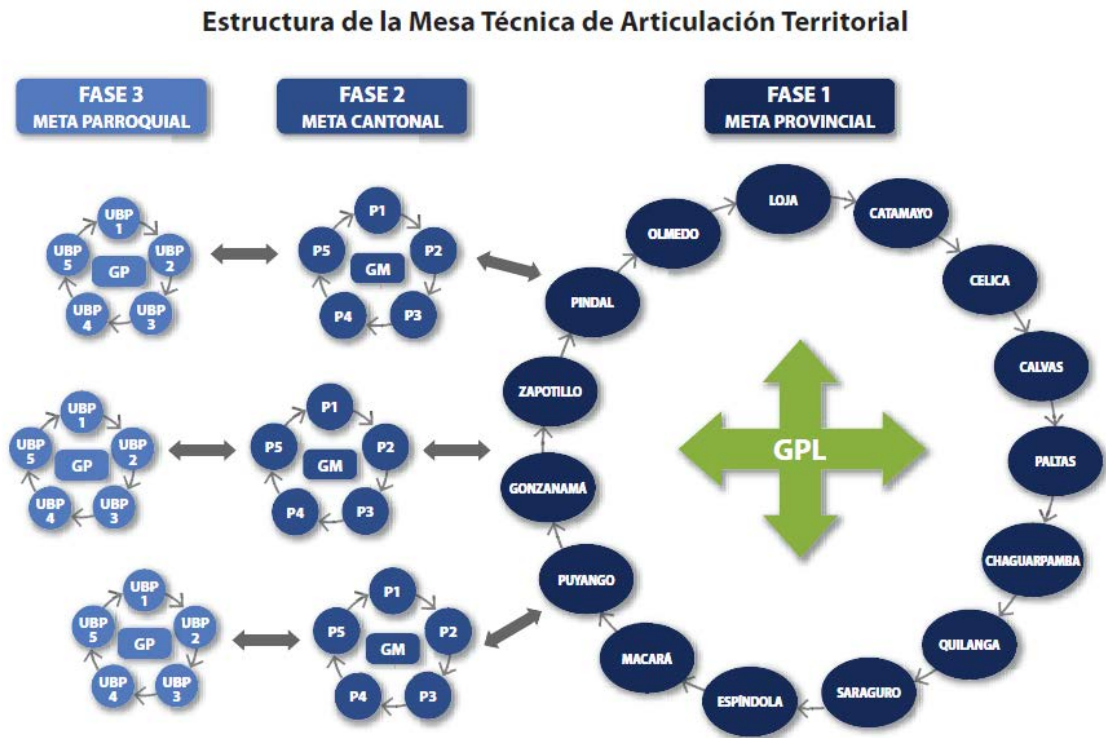 Estructura de la Mesa Técnica de Articulación Territorial
FASE 3
META PARROQUIAL
FASE 2
META CANTONAL
FASE 1
META PROVINCIAL
UBP
1
UBP
2
UBP
3
UBP
4
UBP
5
GP
P1
P2
P3
P4
P5
GM
UBP
1
UBP
2
UBP
3
UBP
4
UBP
5
GP
P1
P2
P3
P4
P5
GM
UBP
1
UBP
2
UBP
3
UBP
4
UBP
5
GP
P1
P2
P3
P4
P5
GM
LOJA
CATAMAYO
CELICA
CALVAS
PALTAS
CHAGUARPAMBA
QUILANGA
SARAGURO
ESPÍNDOLA
MACARÁ
PUYANGO
GONZANAMÁ
ZAPOTILLO
PINDAL
OLMEDO
GPL